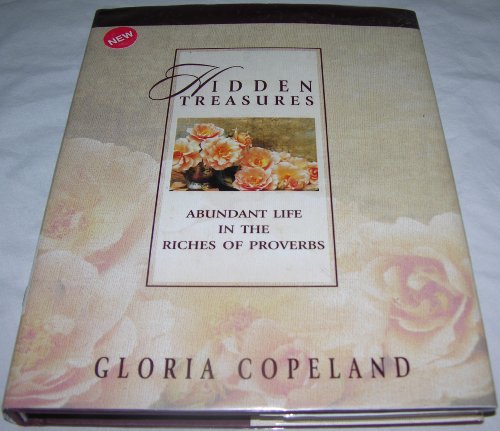 NEW
HIDDEN
TREASURES
ABUNDANT LIFE
IN THE
RICHES OF PROVERBS
GLORIA COPELAND